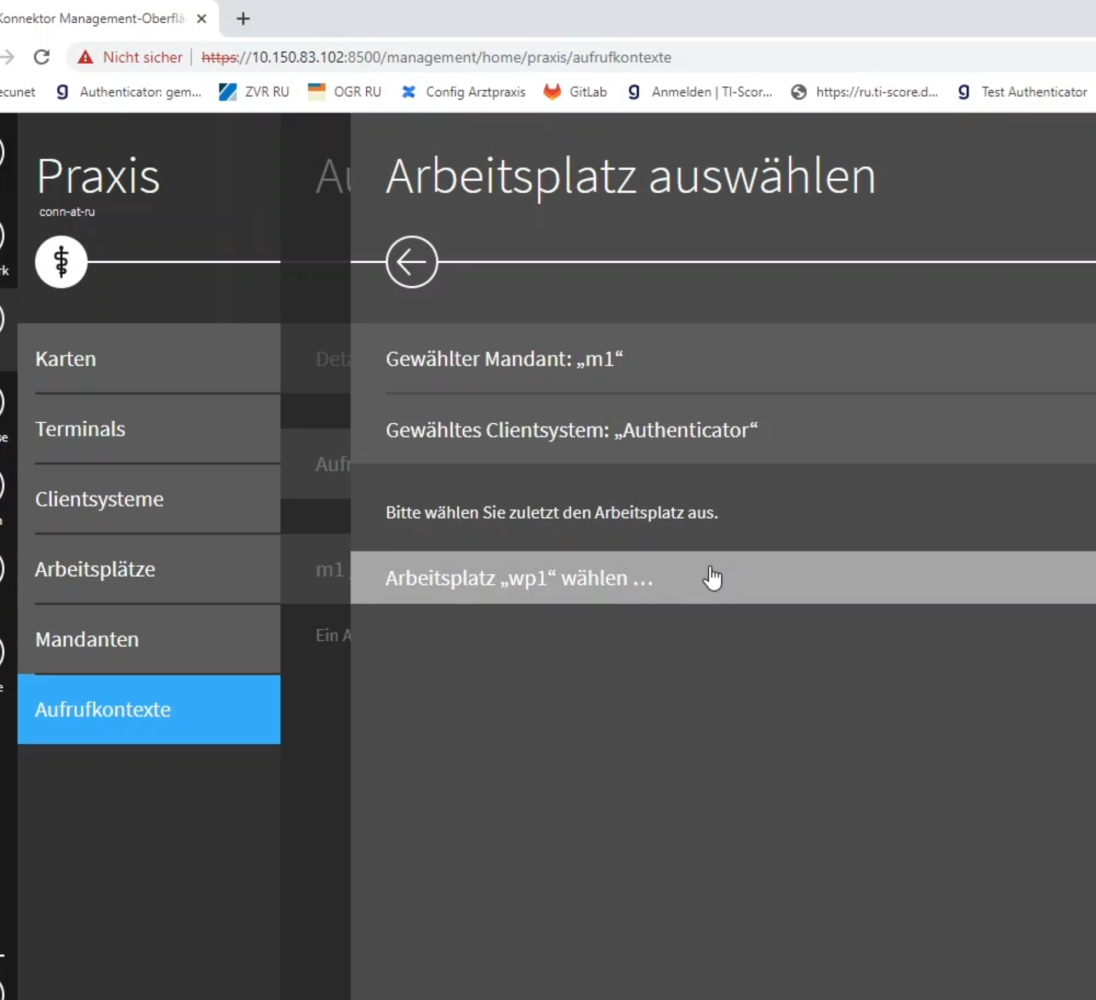 Konnektor Management-Oberflä
Nicht sicher
https://10.150.83.102:8500/management/home/praxis/aufrufkontexte
ecunet
Authenticator: gem...
ZVR RU
OGR RU
Config Arztpraxis
GitLab
Anmelden | TI-Scor...
https://ru.ti-score.d...
Test Authenticator
Praxis
conn-at-ru
Au
Arbeitsplatz auswählen
rk
Karten
Terminals
Clientsysteme
Arbeitsplätze
Mandanten
Aufrufkontexte
se
n
e
Deta
Aufr
m1
Ein A
Gewählter Mandant: „m1“
Gewähltes Clientsystem: „Authenticator“
Bitte wählen Sie zuletzt den Arbeitsplatz aus.
Arbeitsplatz „wp1“ wählen ...